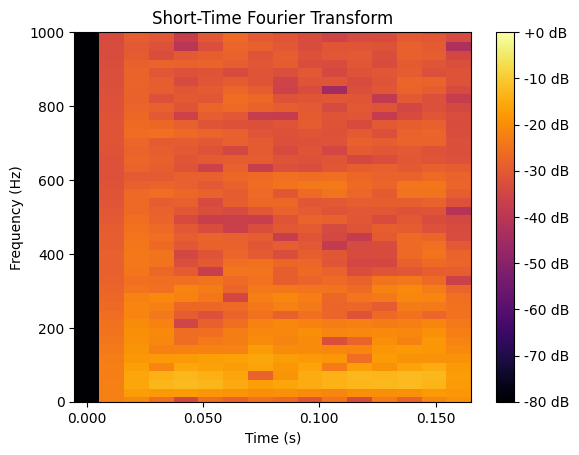 Short-Time Fourier Transform
1000
800
600
400
200
0
Frequency (Hz)
0.000
0.050
0.100
0.150
Time (s)
+0 dB
-10 dB
-20 dB
-30 dB
-40 dB
-50 dB
-60 dB
-70 dB
-80 dB